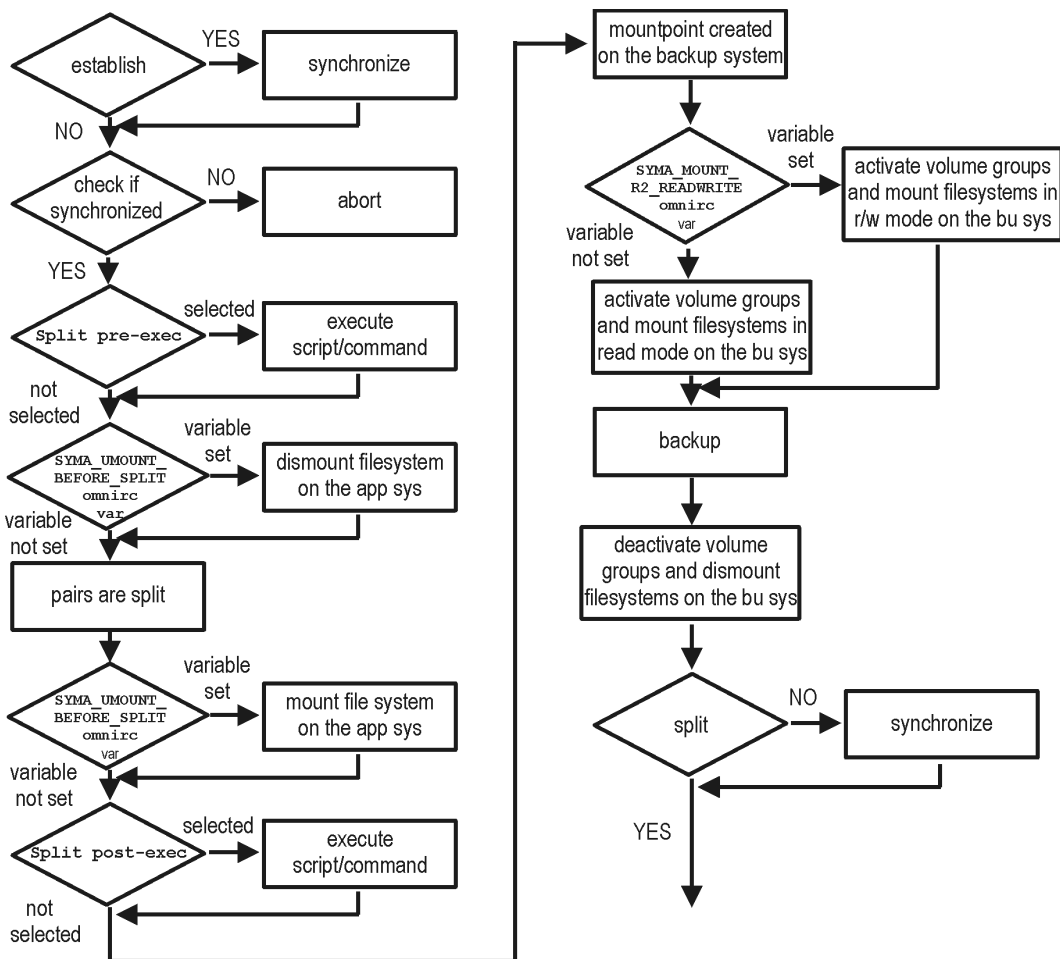 establish
YES
synchronize
NO
check if
synchronized
NO
abort
YES
Split pre-exec
selected
execute
script/command
not
selected
SYMA_UMOUNT_
BEFORE_SPLIT
omnirc
var
variable
set
dismount filesystem
on the app sys
variable
not set
pairs are split
SYMA_UMOUNT_
BEFORE_SPLIT
omnirc
var
variable
set
mount file system
on the app sys
variable
not set
Split post-exec
selected
execute
script/command
not
selected
mountpoint created
on the backup system
SYMA_MOUNT_
R2_READWRITE
omnirc
var
variable
set
activate volume groups
and mount filesystems in
r/w mode on the bu sys
variable
not set
activate volume groups
and mount filesystems in
read mode on the bu sys
backup
deactivate volume
groups and dismount
filesystems on the bu sys
split
NO
synchronize
YES